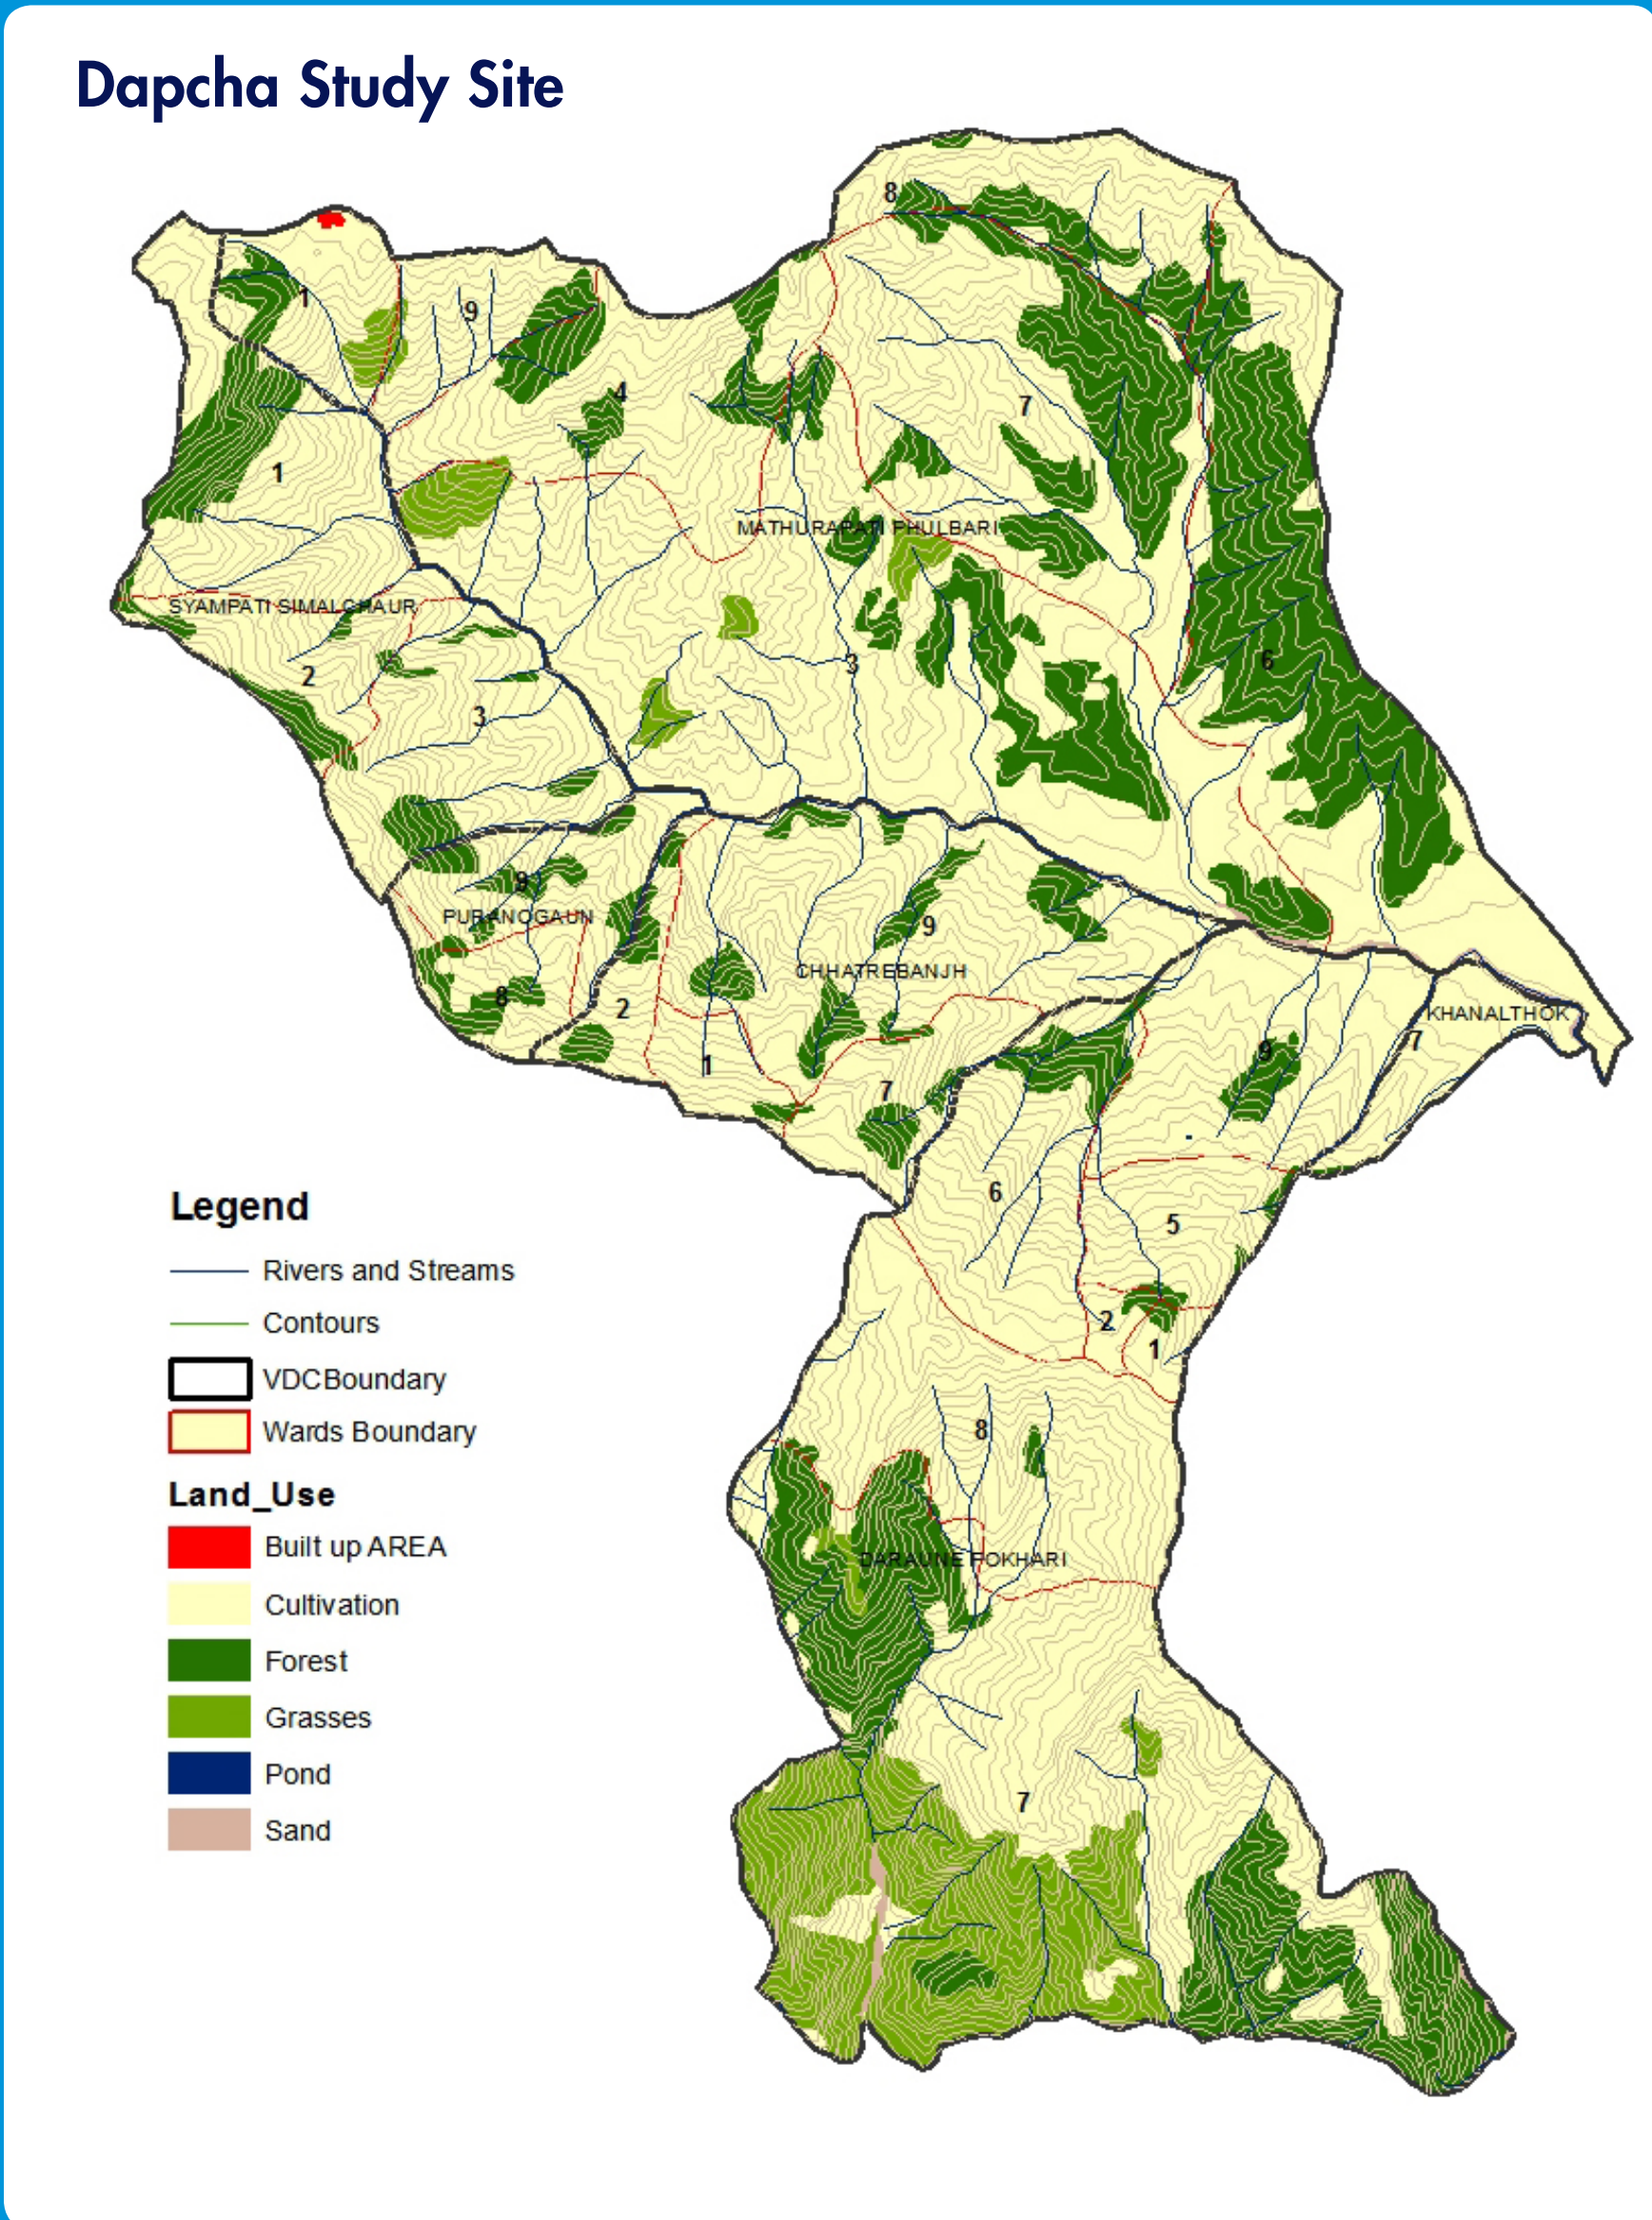 Dapcha Study Site
8
1
9
4
7
1
MATHURAPATI PHULBARI
SYAMPATI SIMALCHAUR
2
3
6
3
9
PURANOGAUN
9
CHHATREBANJH
8
2
KHANALTHOK
7
9
1
7
6
5
2
1
8
DARAUNE POKHARI
7
Legend
Rivers and Streams
Contours
VDCBoundary
Wards Boundary
Land_Use
Built up AREA
Cultivation
Forest
Grasses
Pond
Sand